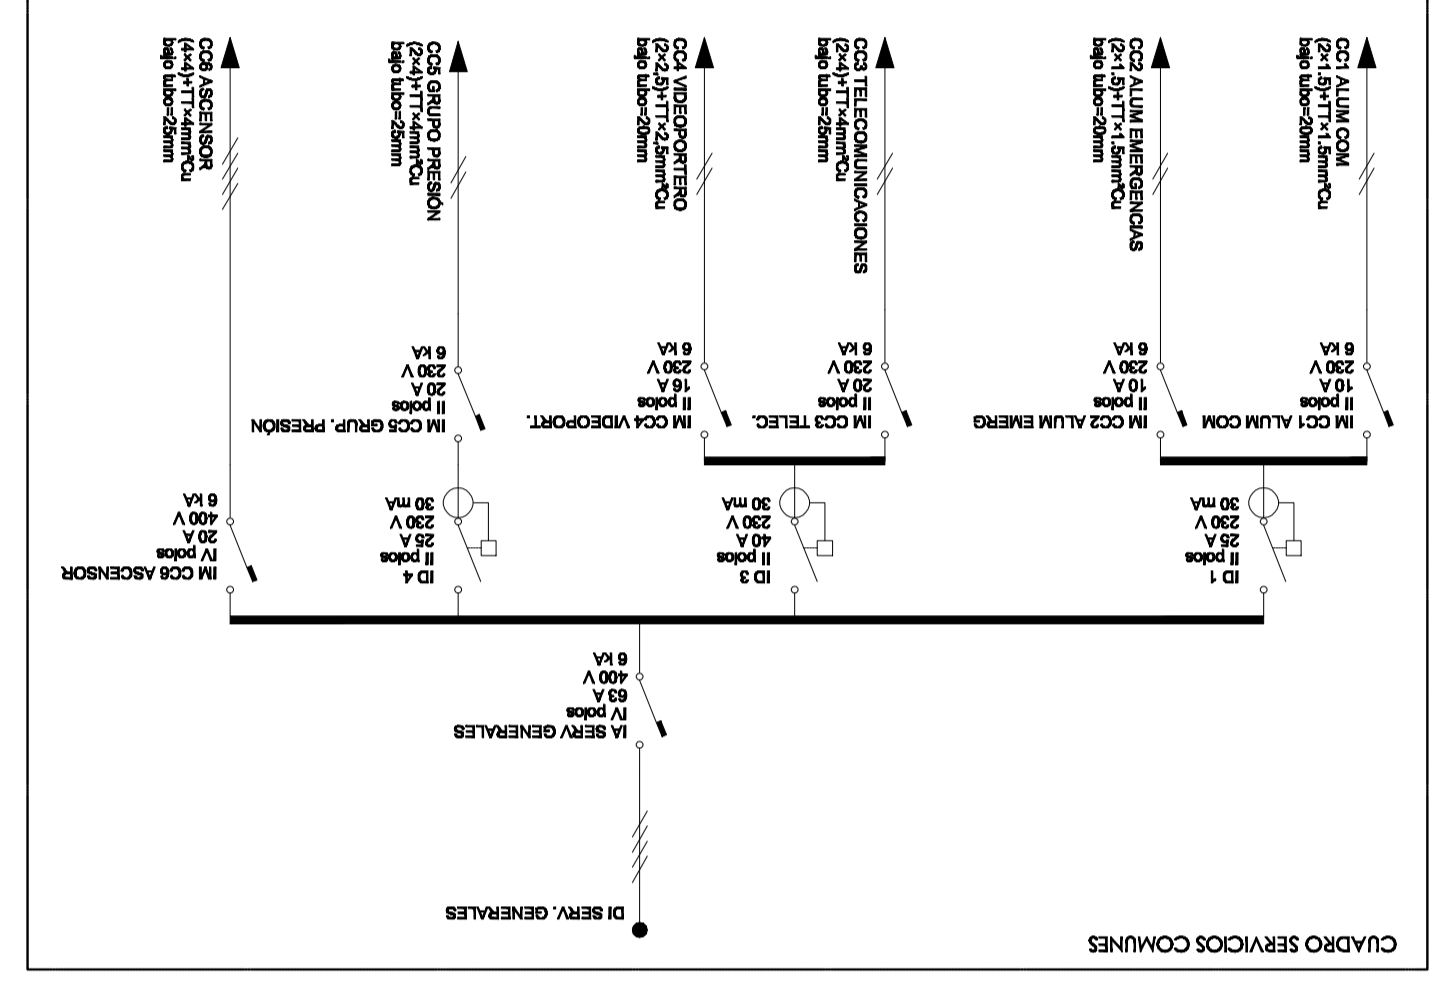 CUADRO SERVICIOS COMUNES
DI SERV. GENERALES
IA SERV GENERALES
IV polos
63 A
400 V
6 kA
ID 1
II polos
25 A
230 V
30 mA
ID 3
II polos
40 A
230 V
30 mA
ID 4
II polos
25 A
230 V
30 mA
IM CC6 ASCENSOR
IV polos
20 A
400 V
6 kA
IM CC1 ALUM COM
II polos
10 A
230 V
6 kA
IM CC2 ALUM EMERG
II polos
10 A
230 V
6 kA
IM CC3 TELEC.
II polos
20 A
230 V
6 kA
IM CC4 VIDEOPORT.
II polos
16 A
230 V
6 kA
IM CC5 GRUP. PRESIÓN
II polos
20 A
230 V
6 kA
CC1 ALUM COM
(2×1.5)+TT×1.5mm²Cu
bajo tubo=20mm
CC2 ALUM EMERGENCIAS
(2×1.5)+TT×1.5mm²Cu
bajo tubo=20mm
CC3 TELECOMUNICACIONES
(2×4)+TT×4mm²Cu
bajo tubo=25mm
CC4 VIDEOPORTERO
(2×2,5)+TT×2,5mm²Cu
bajo tubo=20mm
CC5 GRUPO PRESIÓN
(2×4)+TT×4mm²Cu
bajo tubo=25mm
CC6 ASCENSOR
(4×4)+TT×4mm²Cu
bajo tubo=25mm